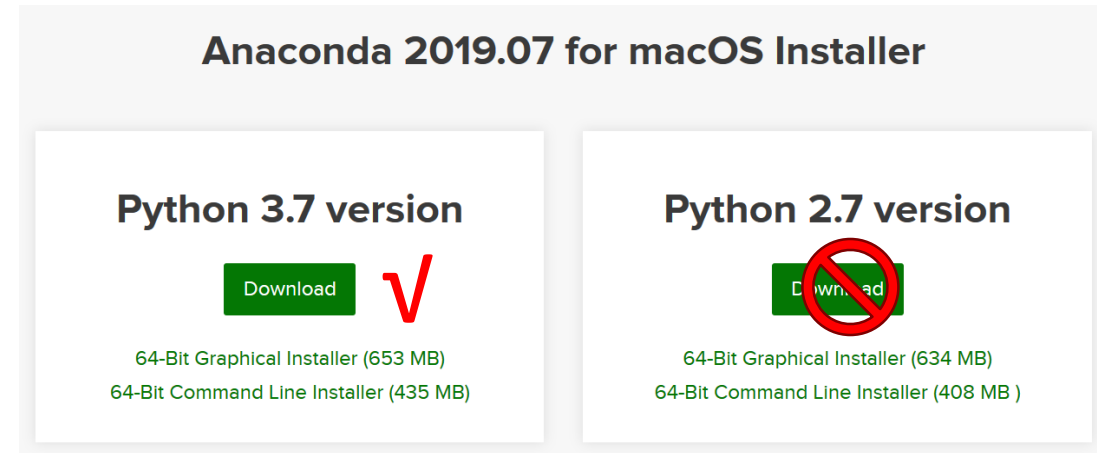 Anaconda 2019.07 for macOS Installer
Python 3.7 version
Download √
64-Bit Graphical Installer (653 MB)
64-Bit Command Line Installer (435 MB)
Python 2.7 version
Download
64-Bit Graphical Installer (634 MB)
64-Bit Command Line Installer (408 MB )